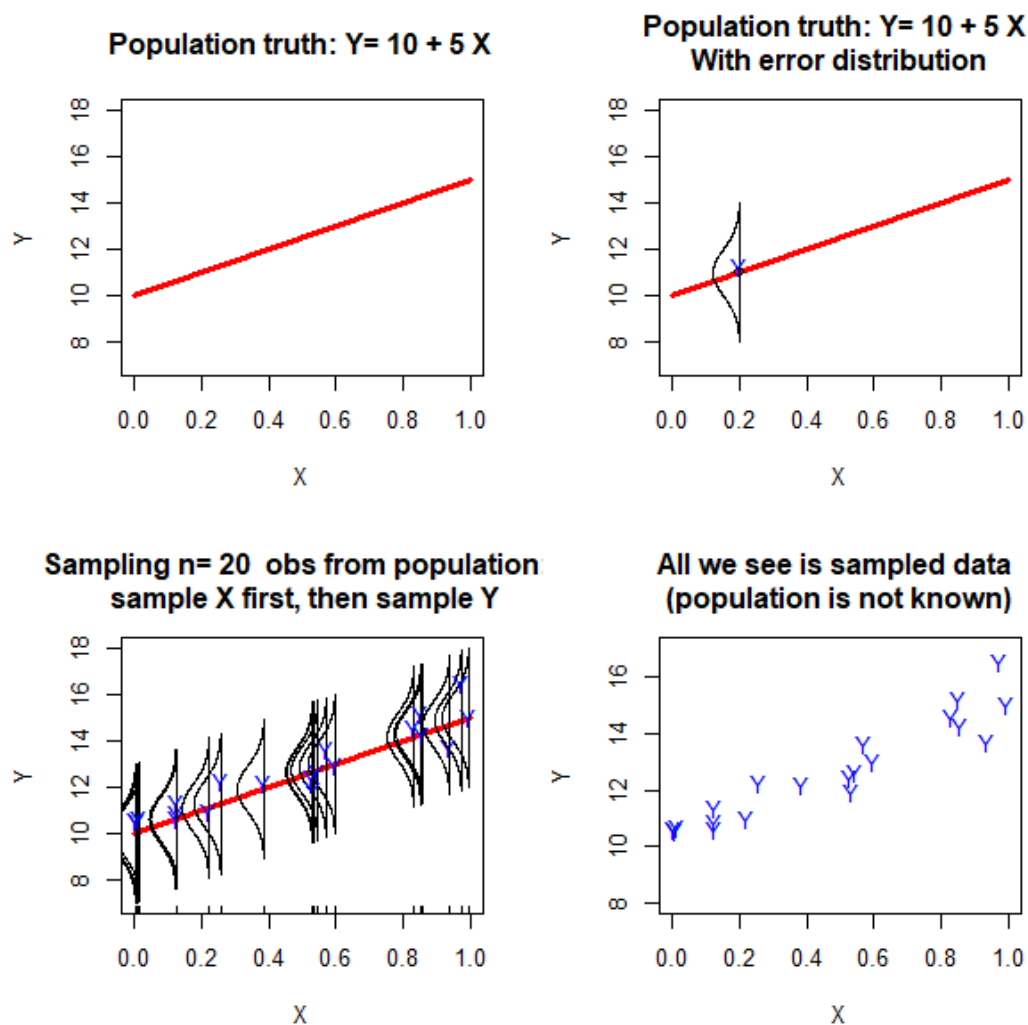 Population truth: Y= 10 + 5 X
18
16
14
12
10
8
Y
0.0 0.2 0.4 0.6 0.8 1.0
X
Population truth: Y= 10 + 5 X
With error distribution
18
16
14
12
10
8
Y
Y
0.0 0.2 0.4 0.6 0.8 1.0
X
Sampling n= 20 obs from population:
sample X first, then sample Y
18
16
14
12
10
8
Y
Y Y Y Y Y Y Y Y Y Y Y Y Y Y Y Y Y Y Y Y
0.0 0.2 0.4 0.6 0.8 1.0
X
All we see is sampled data
(population is not known)
16
14
12
10
8
Y
Y Y Y Y Y Y Y Y Y Y Y Y Y Y Y Y Y Y Y Y
0.0 0.2 0.4 0.6 0.8 1.0
X